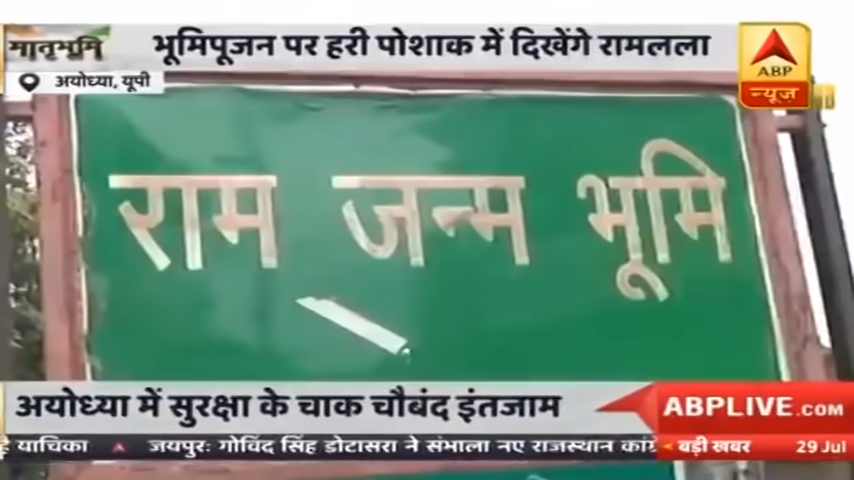 मातृभूमि
भूमिपूजन पर हरी पोशाक में दिखेंगे रामलला
ABP
न्यूज़
अयोध्या, यूपी
राम जन्म भूमि
अयोध्या में सुरक्षा के चाक चौबंद इंतजाम
ABPLIVE.COM
याचिका ▲ जयपुर: गोविंद सिंह डोटासरा ने संभाला नए राजस्थान बड़ी खबर 29 Jul